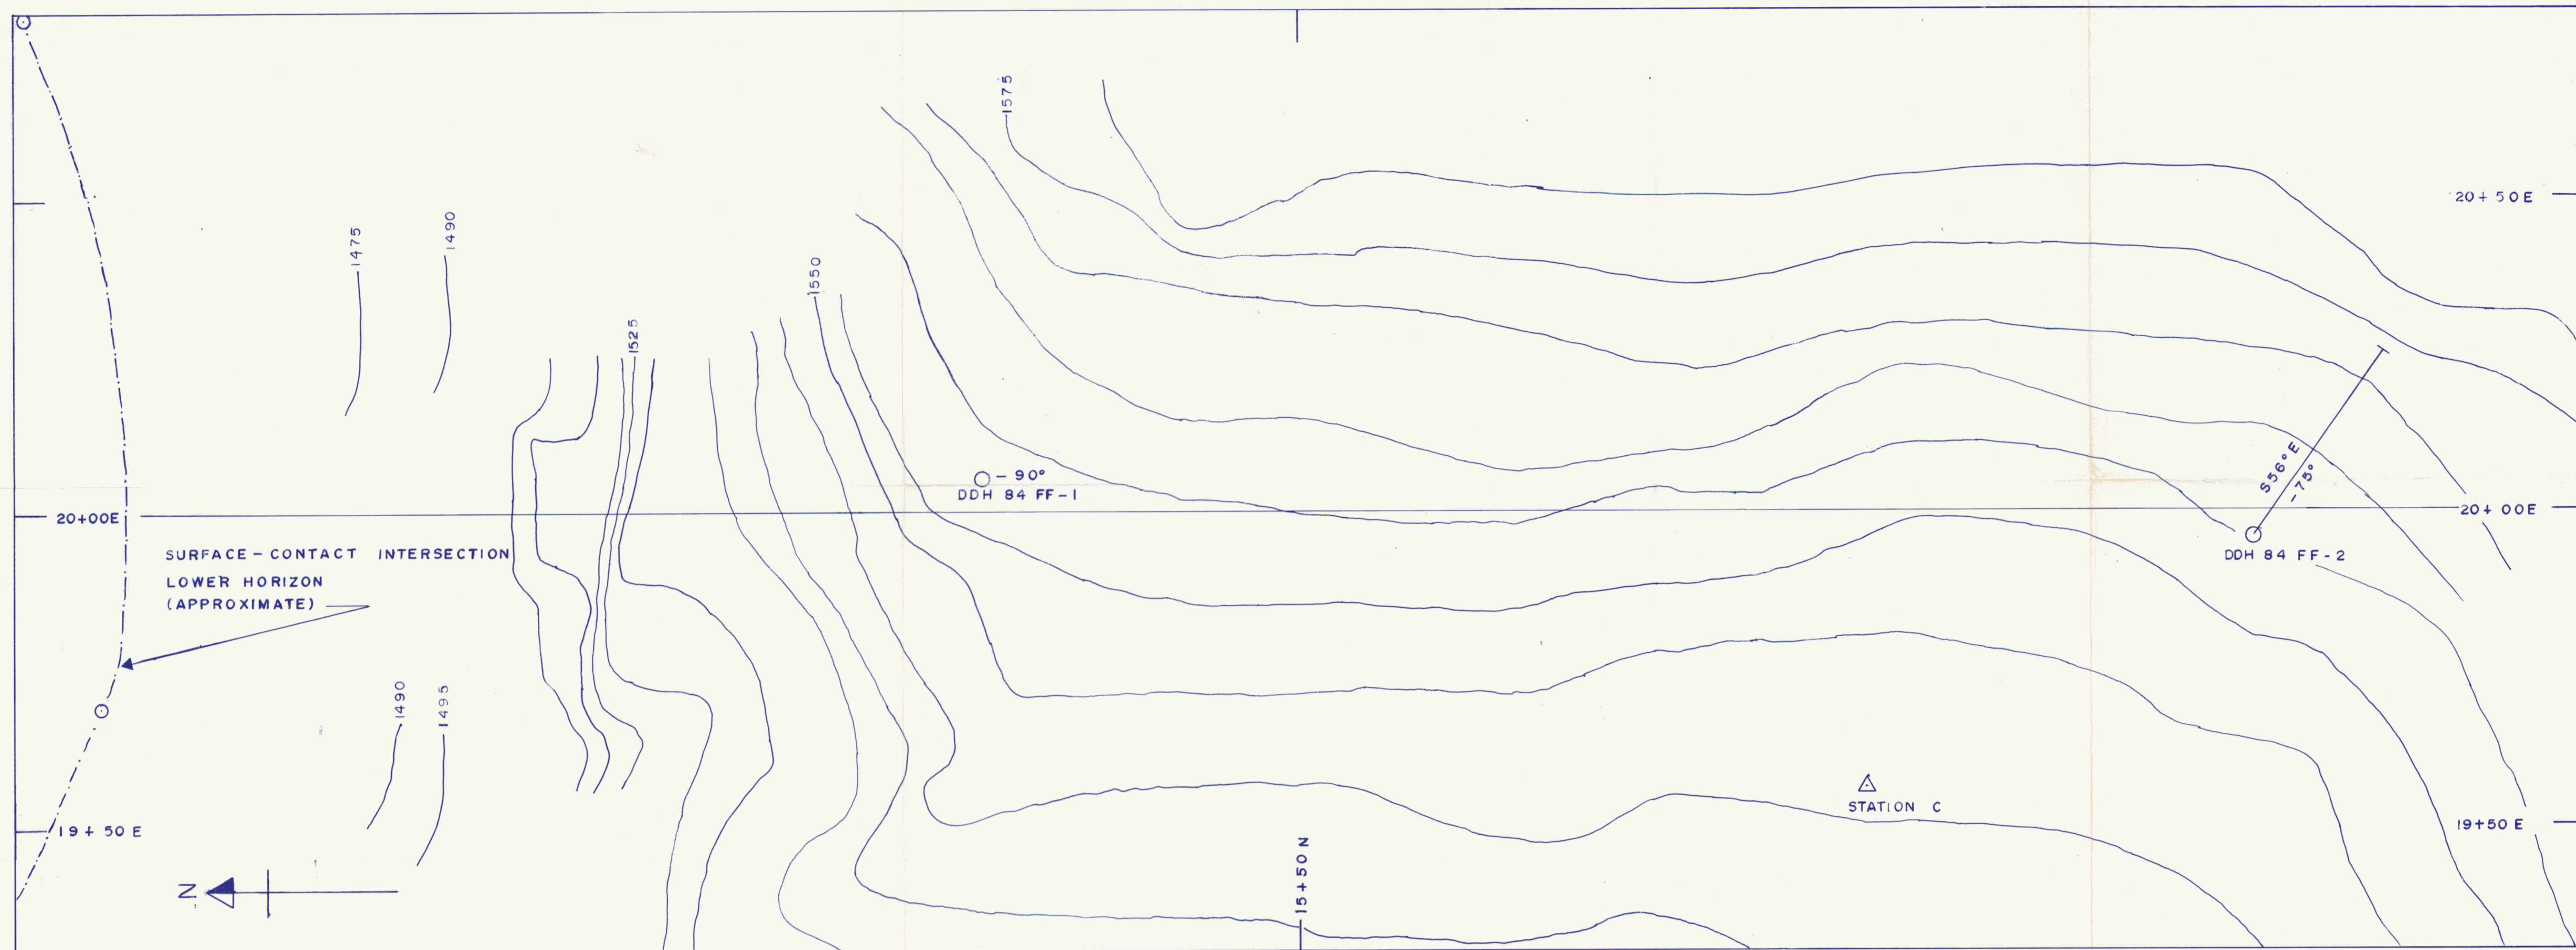 1575
20+50E
1490
1475
1550
1525
S56°E
-75°
-90°
DDH 84 FF-1
20+00E
20+00E
DDH 84 FF-2
SURFACE-CONTACT INTERSECTION
LOWER HORIZON
(APPROXIMATE)
1490
1495
STATION C
19+50E
19+50E
15+50N
N